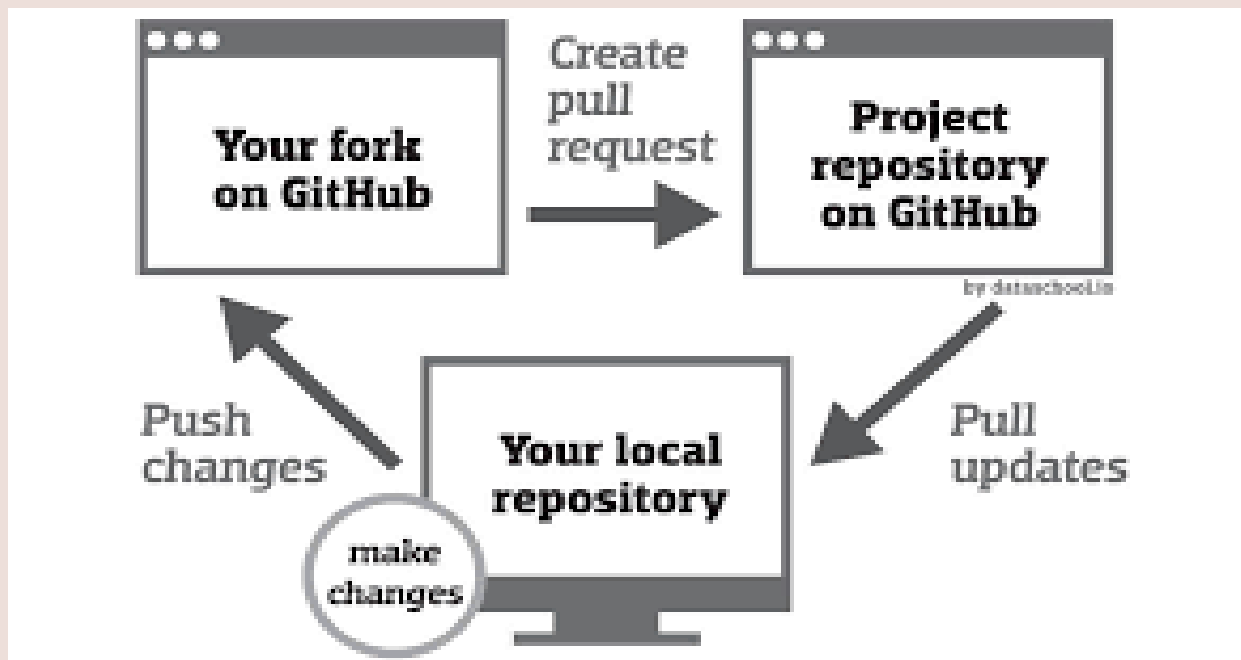 Your fork
on GitHub
Create
pull
request
Project
repository
on GitHub
by dataschool.io
Push
changes
Your local
repository
Pull
updates
make
changes